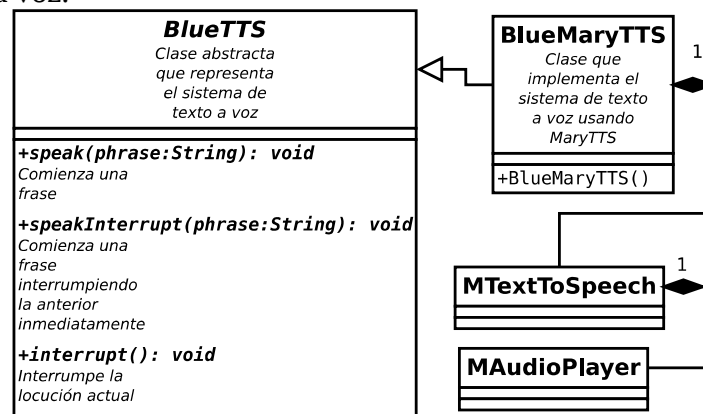 a voz.
BlueTTS
Clase abstracta
que representa
el sistema de
texto a voz
+speak(phrase:String): void
Comienza una
frase
+speakInterrupt(phrase:String): void
Comienza una
frase
interrumpiendo
la anterior
inmediatamente
+interrupt(): void
Interrumpe la
locución actual
BlueMaryTTS
Clase que
implementa el
sistema de texto
a voz usando
MaryTTS
+BlueMaryTTS()
1
MTextToSpeech
1
MAudioPlayer